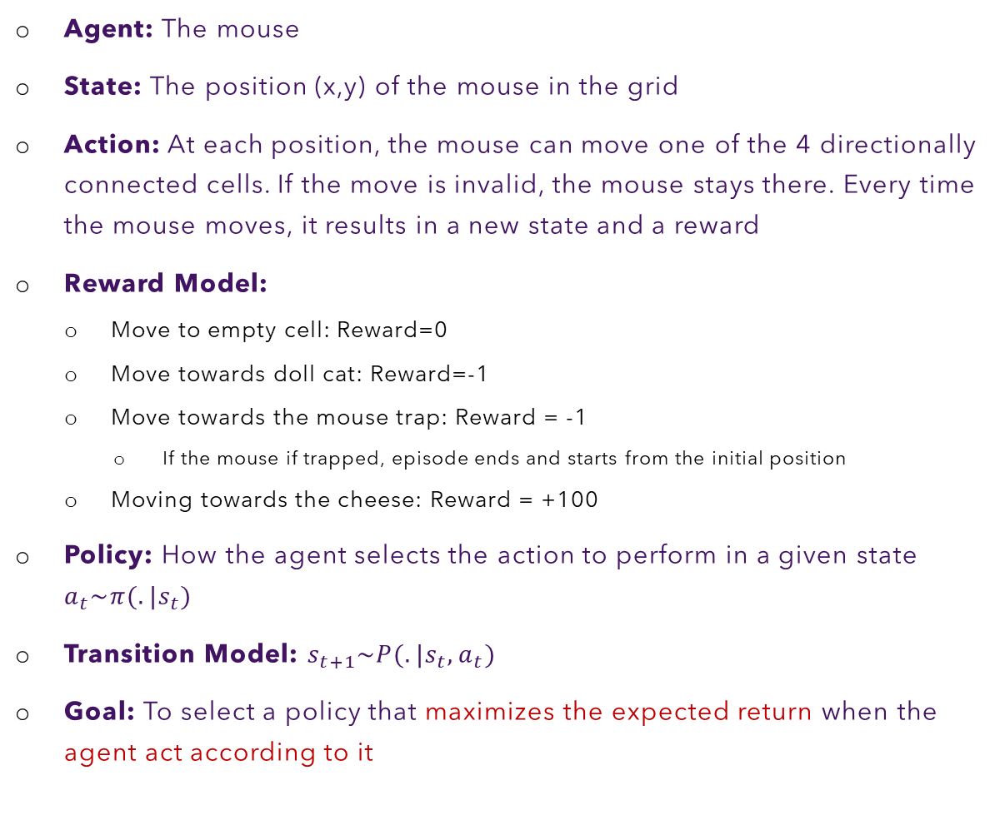 Agent: The mouse
State: The position (x,y) of the mouse in the grid
Action: At each position, the mouse can move one of the 4 directionally
connected cells. If the move is invalid, the mouse stays there. Every time
the mouse moves, it results in a new state and a reward
Reward Model:
Move to empty cell: Reward=0
Move towards doll cat: Reward=-1
Move towards the mouse trap: Reward = -1
If the mouse if trapped, episode ends and starts from the initial position
Moving towards the cheese: Reward = +100
Policy: How the agent selects the action to perform in a given state
a_t~π(.|s_t)
Transition Model: s_{t+1}~P(.|s_t, a_t)
Goal: To select a policy that maximizes the expected return when the
agent act according to it